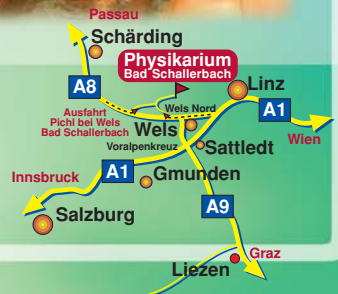 Passau
Schärding
Physikarium
Bad Schallerbach
Linz
A8
A1
Ausfahrt
Pichl bei Wels
Bad Schallerbach
Wels Nord
Wels
Wien
Voralpenkreuz
Sattledt
Innsbruck
A1
Gmunden
Salzburg
A9
Graz
Liezen